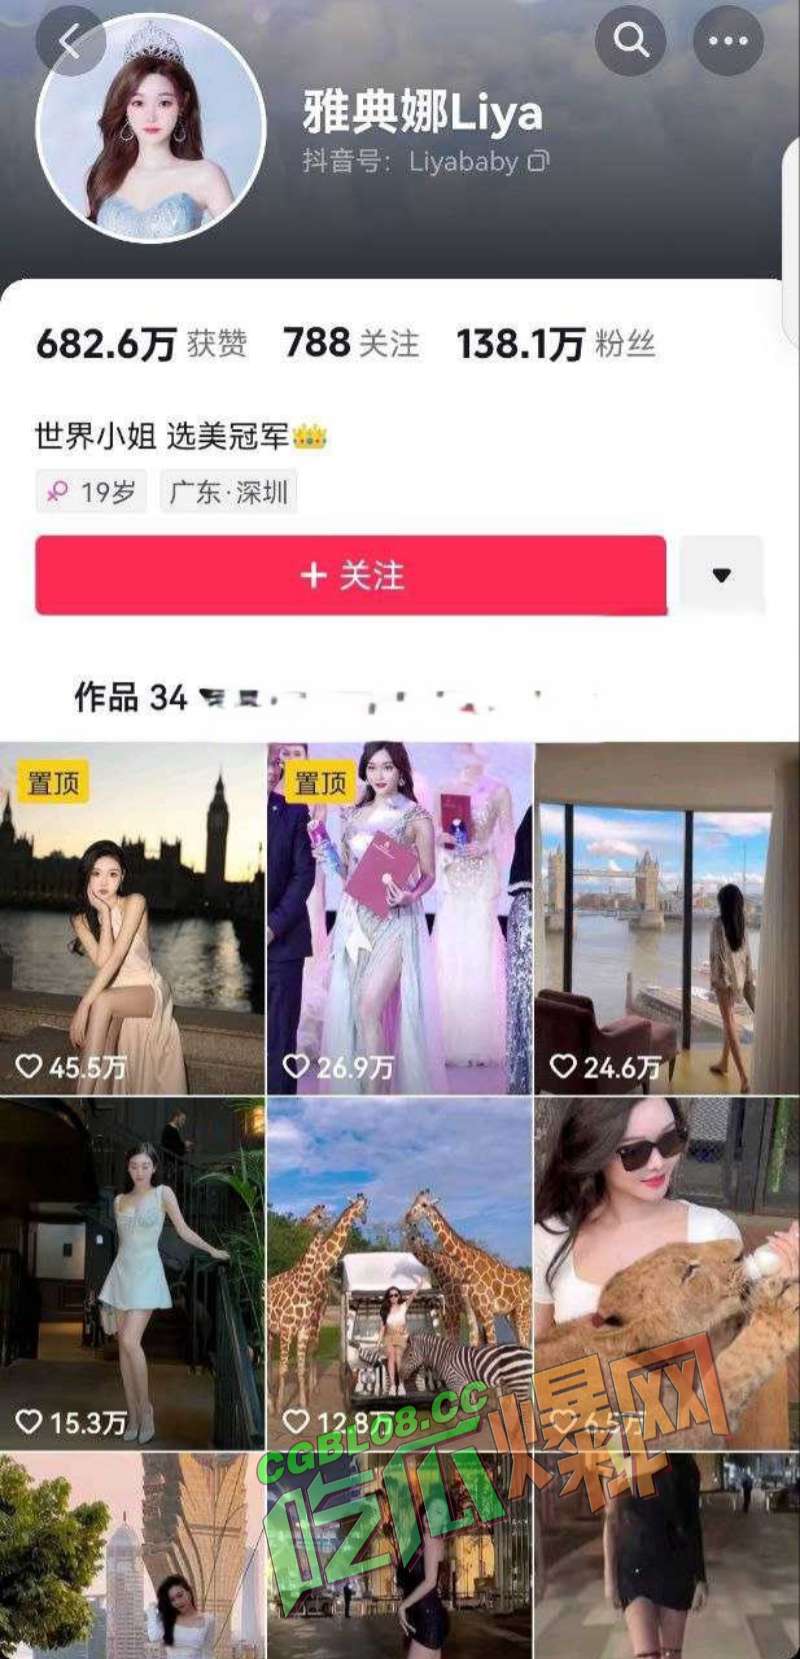 雅典娜Liya
抖音号: Liyababy
682.6万 获赞 788 关注 138.1万 粉丝
世界小姐 选美冠军
19岁 广东·深圳
+ 关注
作品 34
置顶 置顶
45.5万 26.9万 24.6万
15.3万 12.8万 6.5万
CGBL08.CC
吃瓜爆料网